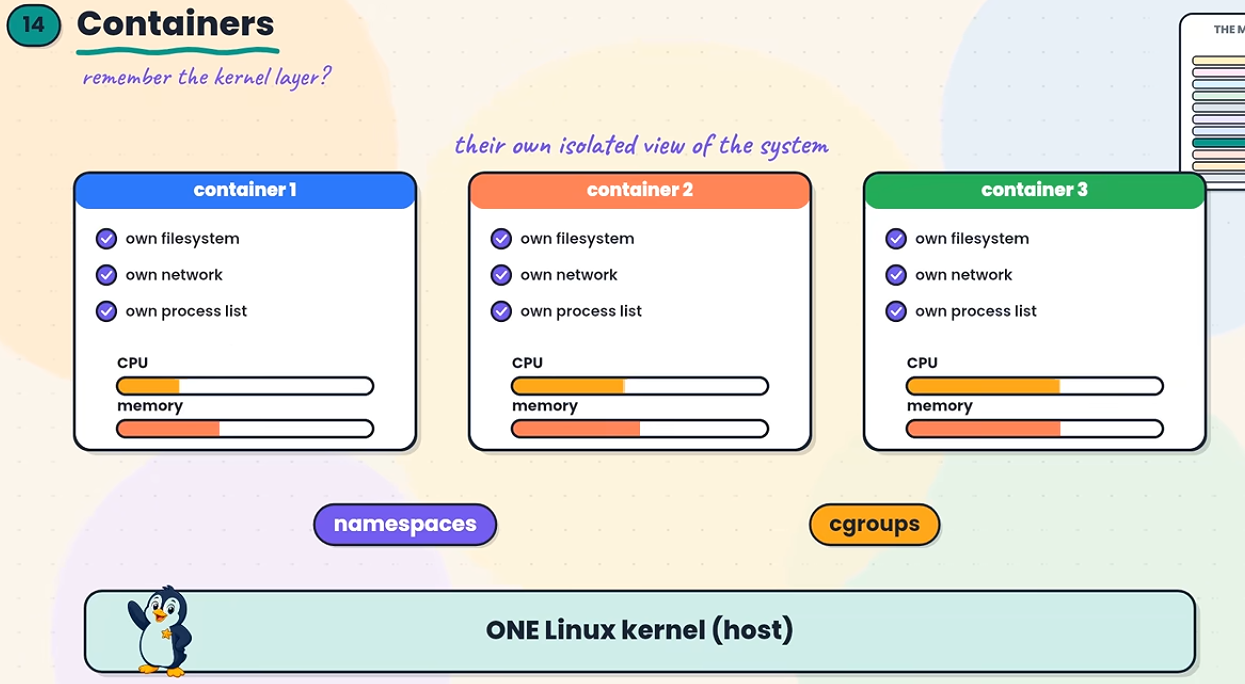 14 Containers
remember the kernel layer?
THE M
their own isolated view of the system
container 1
own filesystem
own network
own process list
CPU
memory
container 2
own filesystem
own network
own process list
CPU
memory
container 3
own filesystem
own network
own process list
CPU
memory
namespaces
cgroups
ONE Linux kernel (host)